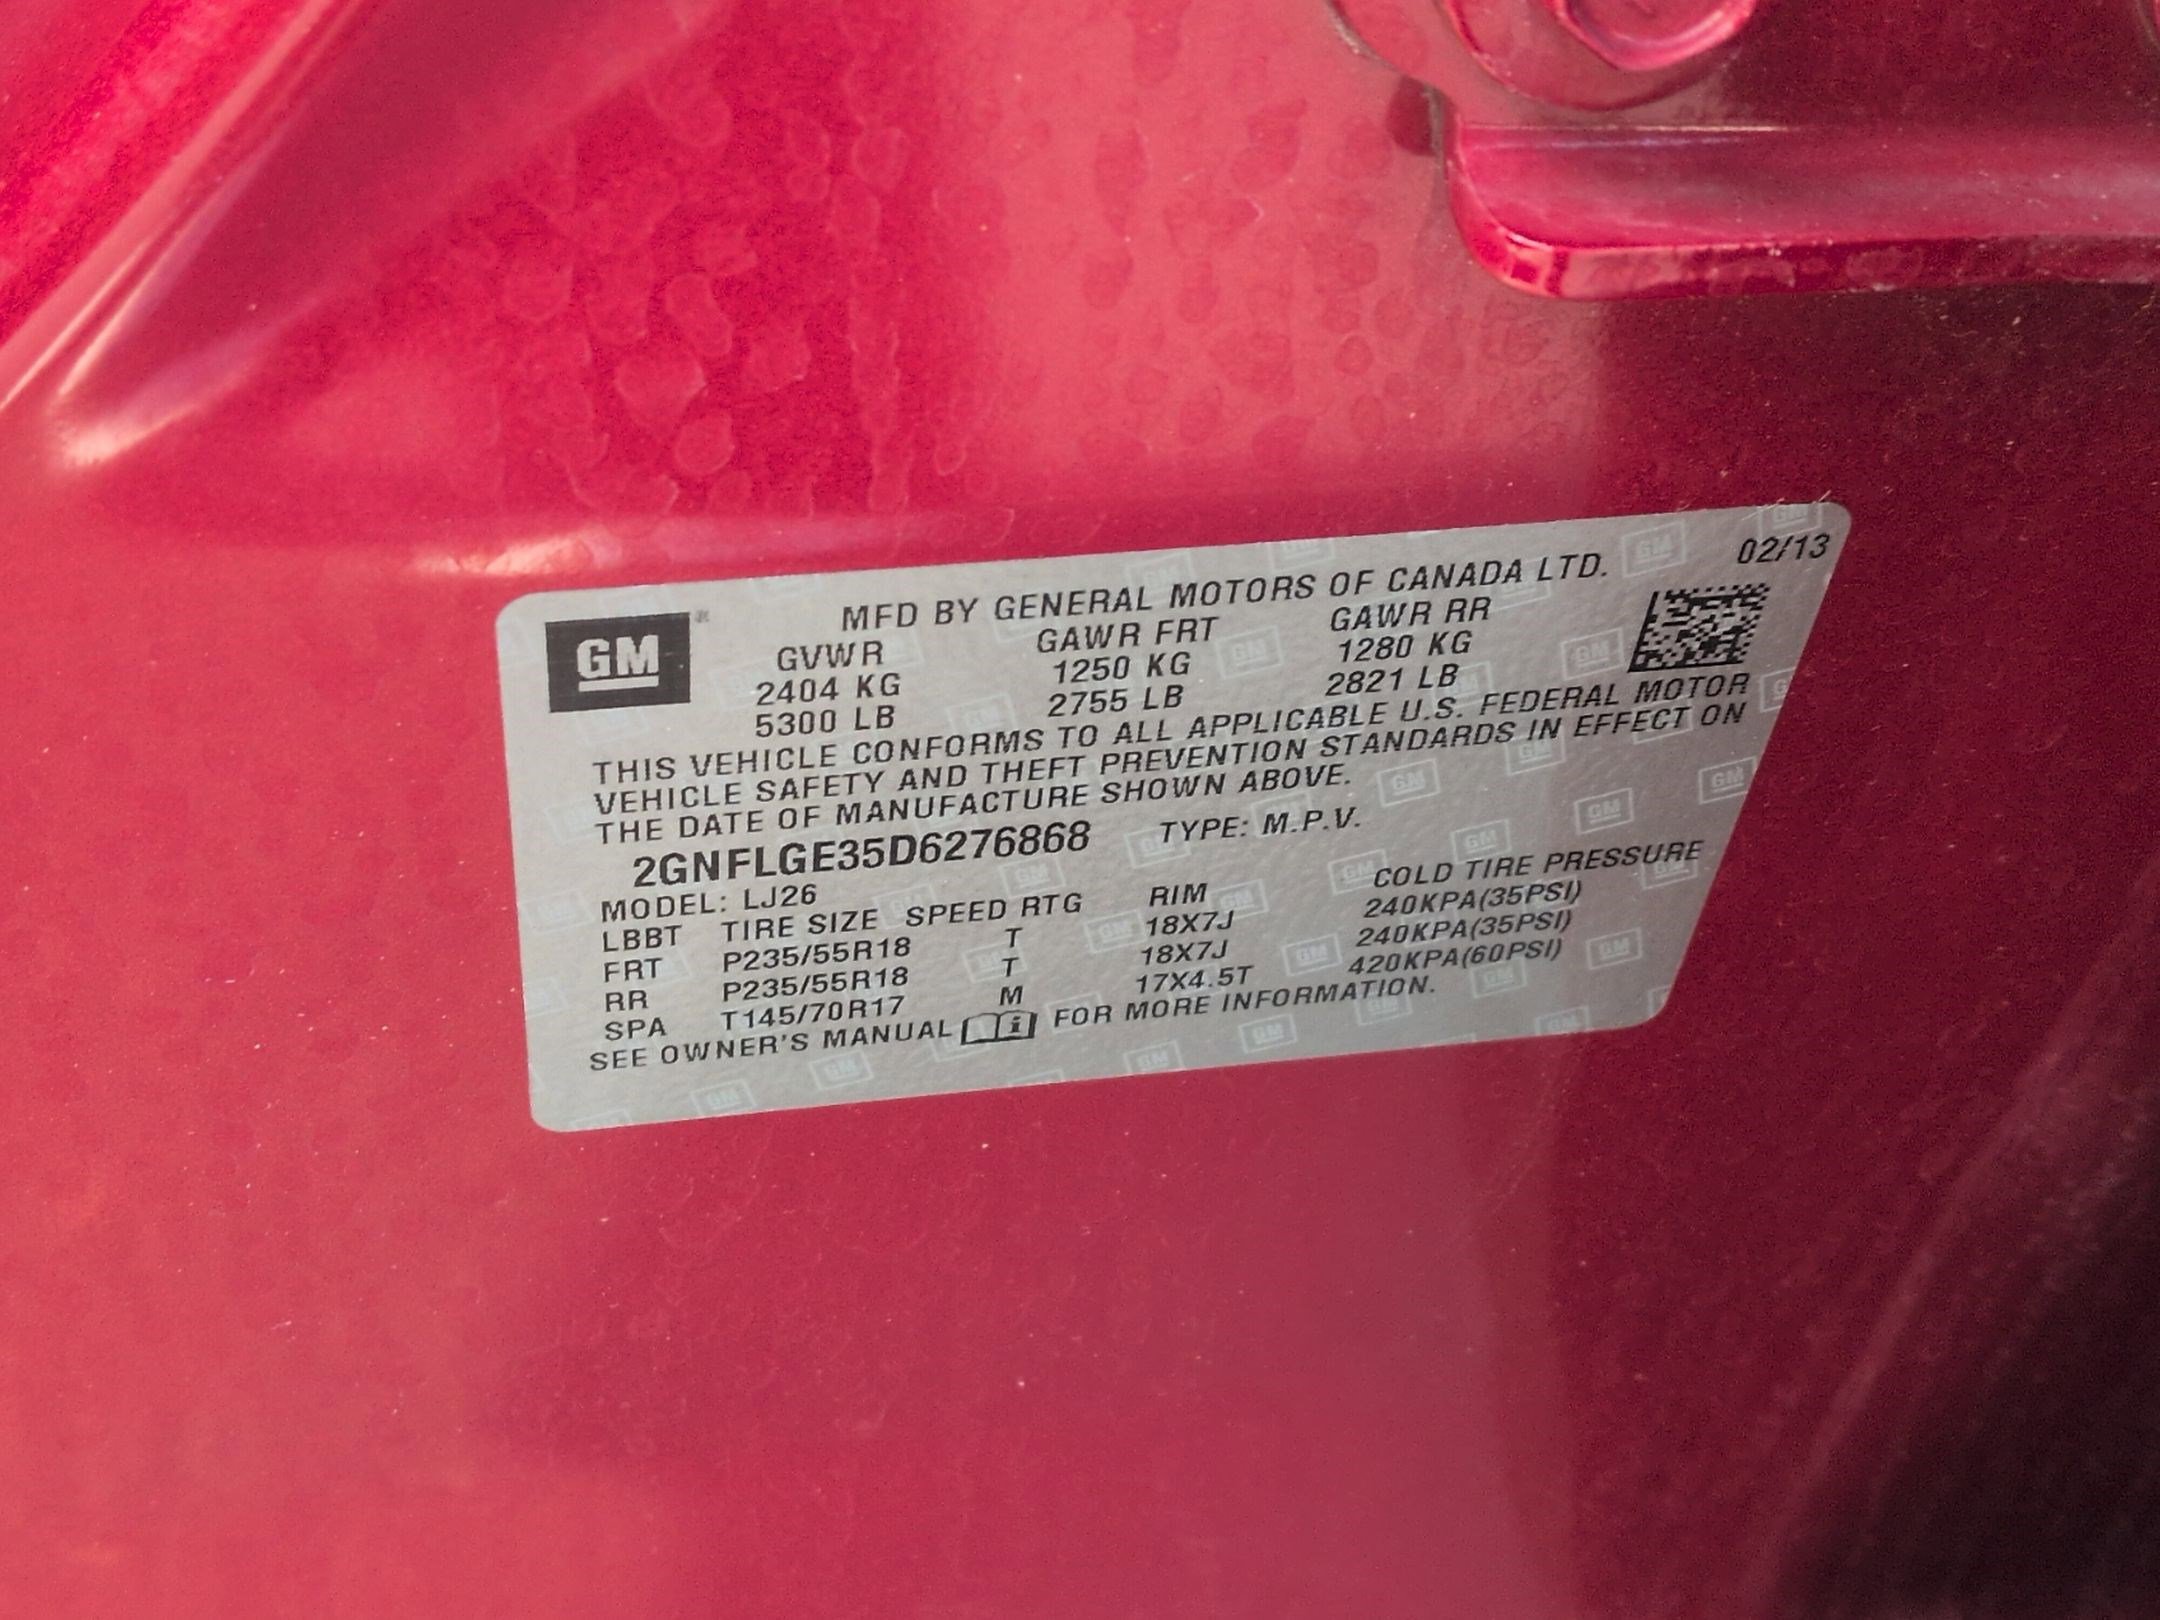 02/13
GM ®
MFD BY GENERAL MOTORS OF CANADA LTD.
GVWR GAWR FRT GAWR RR
2404 KG 1250 KG 1280 KG
5300 LB 2755 LB 2821 LB
THIS VEHICLE CONFORMS TO ALL APPLICABLE U.S. FEDERAL MOTOR
VEHICLE SAFETY AND THEFT PREVENTION STANDARDS IN EFFECT ON
THE DATE OF MANUFACTURE SHOWN ABOVE.
2GNFLGE35D6276868 TYPE: M.P.V.
MODEL: LJ26
LBBT TIRE SIZE SPEED RTG RIM COLD TIRE PRESSURE
FRT P235/55R18 T 18X7J 240KPA(35PSI)
RR P235/55R18 T 18X7J 240KPA(35PSI)
SPA T145/70R17 M 17X4.5T 420KPA(60PSI)
SEE OWNER'S MANUAL i FOR MORE INFORMATION.